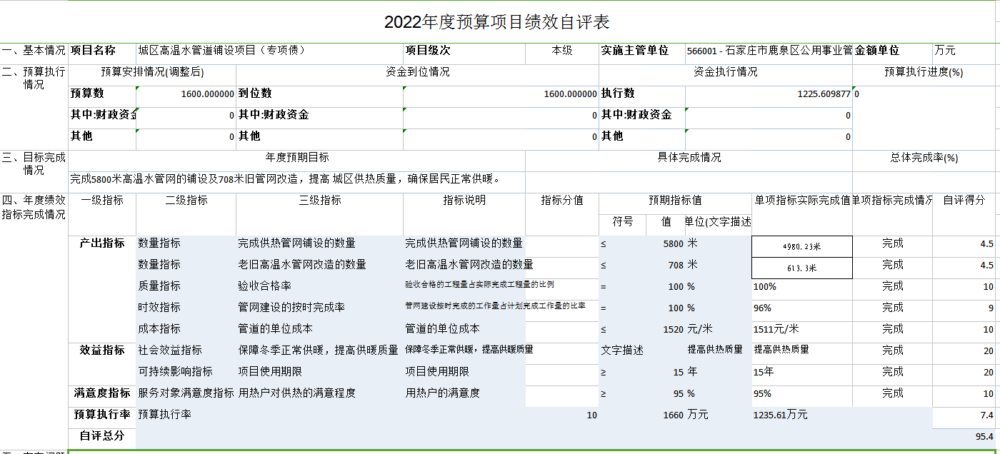 2022年度预算项目绩效自评表
一、基本情况 项目名称 城区高温水管道铺设项目（专项债） 项目级次 本级 实施主管单位 566001 - 石家庄市鹿泉区公用事业管 金额单位 万元
二、预算执行情况 预算安排情况(调整后) 资金到位情况 资金执行情况 预算执行进度(%)
预算数 1600.000000 到位数 1600.000000 执行数 1225.609877 0
其中:财政资金 0 其中:财政资金 0 其中:财政资金 0
其他 0 其他 0 其他 0
三、目标完成情况 年度预期目标 具体完成情况 总体完成率(%)
完成5800米高温水管网的铺设及708米旧管网改造，提高 城区供热质量，确保居民正常供暖。
四、年度绩效指标完成情况 一级指标 二级指标 三级指标 指标说明 指标分值 预期指标值 单项指标实际完成值 单项指标完成情况 自评得分
符号 值 单位(文字描述
产出指标 数量指标 完成供热管网铺设的数量 完成供热管网铺设的数量 ≤ 5800 米 4980.23米 完成 4.5
数量指标 老旧高温水管网改造的数量 老旧高温水管网改造的数量 ≤ 708 米 613.3米 完成 4.5
质量指标 验收合格率 验收合格的工程量占实际完成工程量的比例 = 100 % 100% 完成 10
时效指标 管网建设的按时完成率 管网建设按时完成的工作量占计划完成工作量的比率 = 100 % 96% 完成 9
成本指标 管道的单位成本 管道的单位成本 ≤ 1520 元/米 1511元/米 完成 10
效益指标 社会效益指标 保障冬季正常供暖，提高供暖质量 保障冬季正常供暖，提高供暖质量 文字描述 提高供热质量 提高供热质量 完成 20
可持续影响指标 项目使用期限 项目使用期限 ≥ 15 年 15年 完成 20
满意度指标 服务对象满意度指标 用热户对供热的满意程度 用热户的满意度 ≥ 95 % 95% 完成 10
预算执行率 预算执行率 10 1660 万元 1235.61万元 7.4
自评总分 95.4